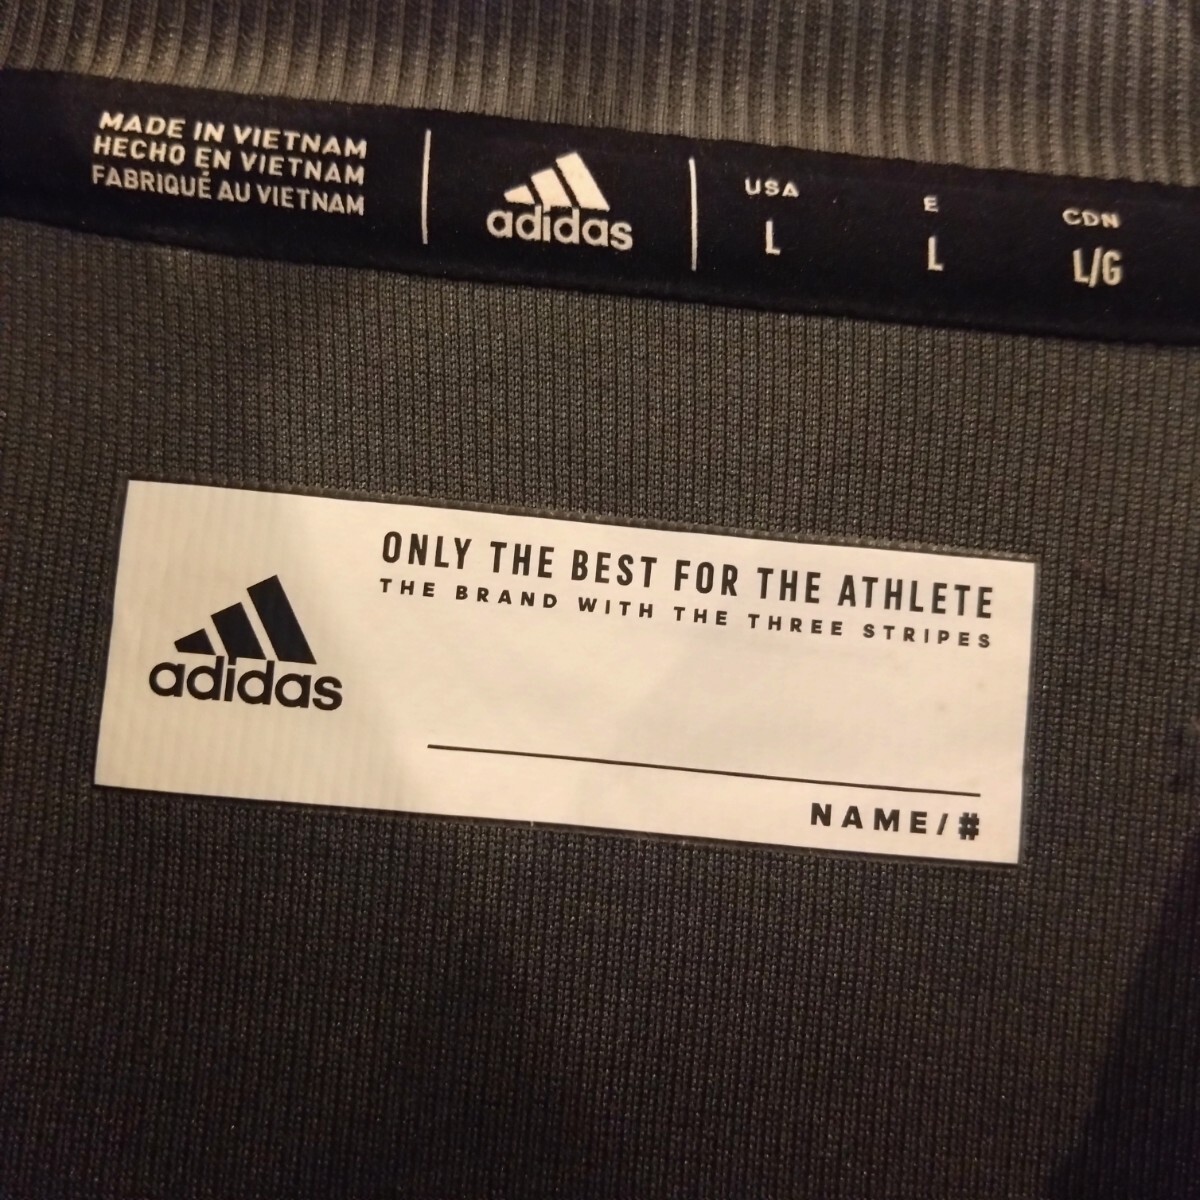 MADE IN VIETNAM
HECHO EN VIETNAM
FABRIQUÉ AU VIETNAM
adidas
USA E CDN
L L L/G
ONLY THE BEST FOR THE ATHLETE
THE BRAND WITH THE THREE STRIPES
adidas
NAME/#